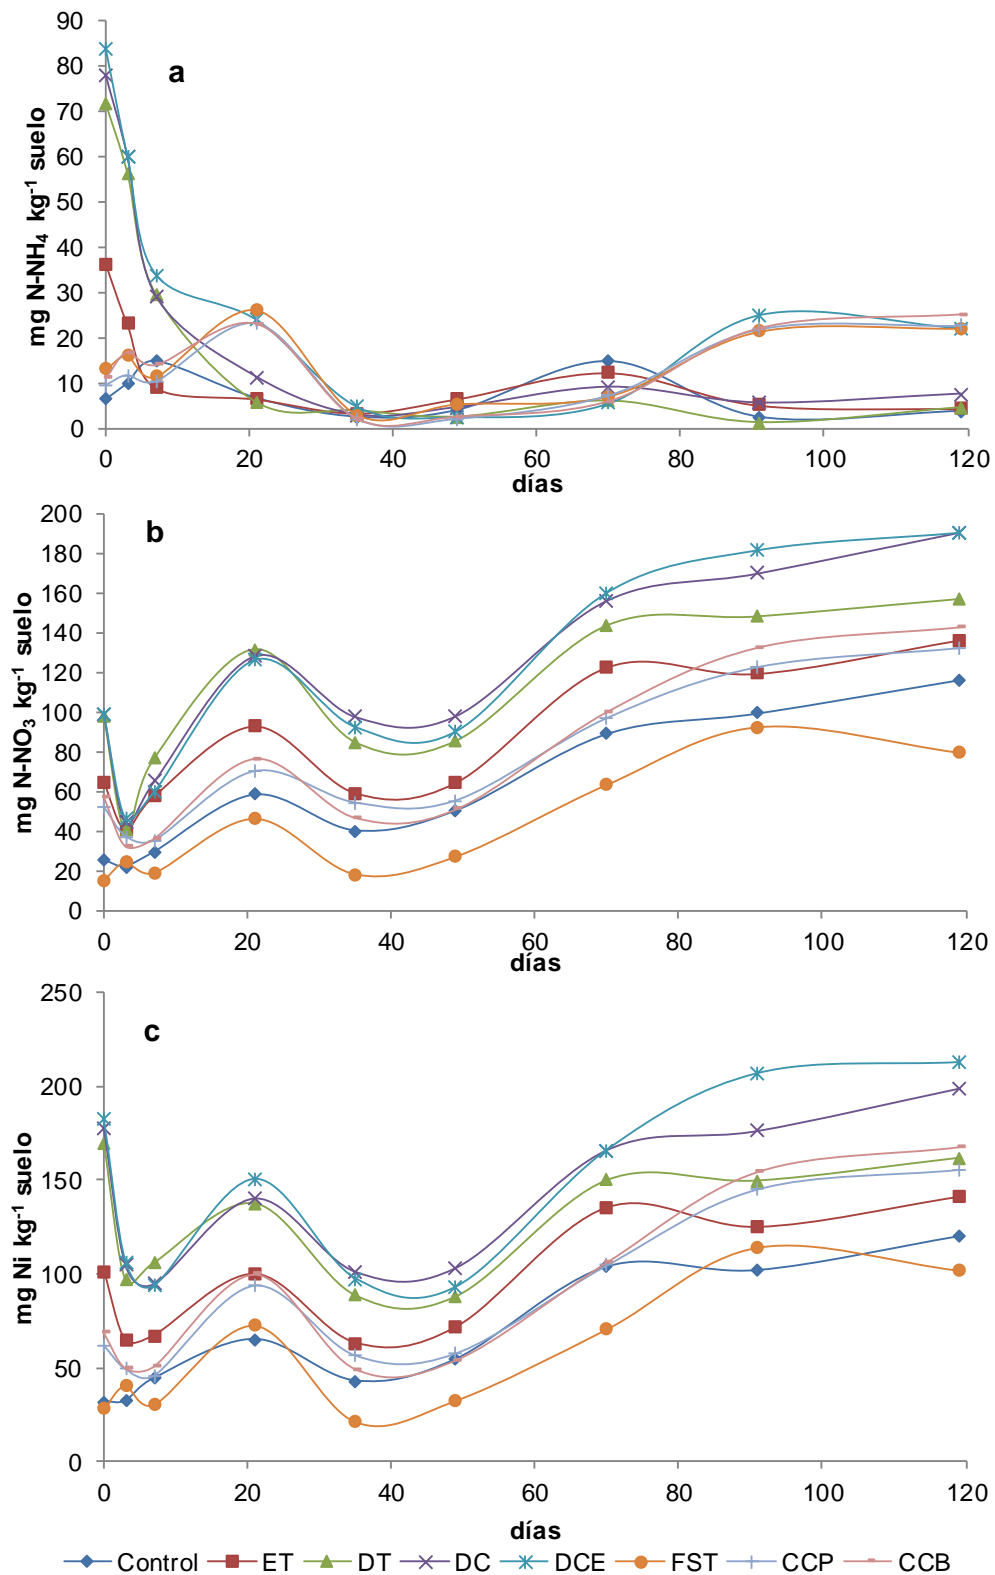 a
mg N-NH₄ kg⁻¹ suelo
90
80
70
60
50
40
30
20
10
0
0 20 40 60 80 100 120
días
b
mg N-NO₃ kg⁻¹ suelo
200
180
160
140
120
100
80
60
40
20
0
0 20 40 60 80 100 120
días
c
mg Ni kg⁻¹ suelo
250
200
150
100
50
0
0 20 40 60 80 100 120
días
Control ET DT DC DCE FST CCP CCB